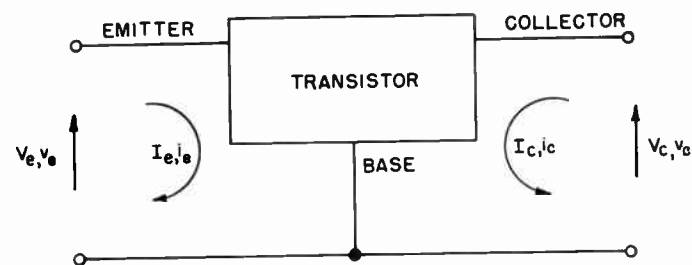 EMITTER
COLLECTOR
TRANSISTOR
Ve,ve
Ie,ie
BASE
Ic,ic
Vc,vc